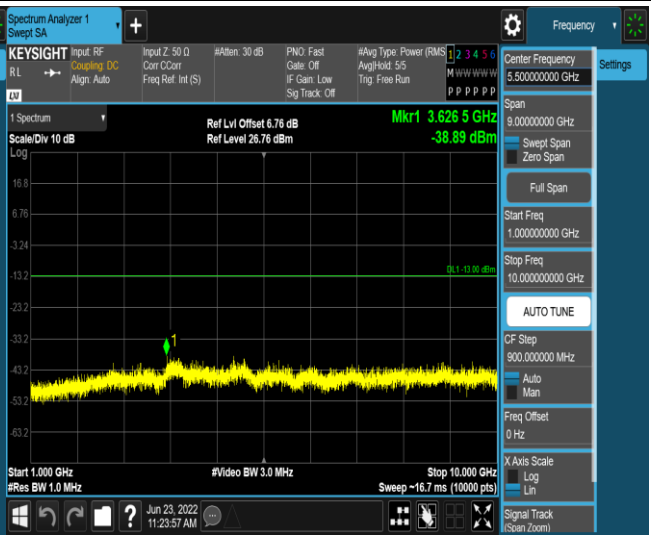 Spectrum Analyzer 1
Swept SA
+
Frequency
KEYSIGHT
RL
LXI
Input: RF
Coupling: DC
Align: Auto
Input Z: 50 Ω
Corr CCorr
Freq Ref: Int (S)
#Atten: 30 dB
PNO: Fast
Gate: Off
IF Gain: Low
Sig Track: Off
#Avg Type: Power (RMS
Avg|Hold: 5/5
Trig: Free Run
1 2 3 4 5 6
M W W W W W
P P P P P P
1 Spectrum
Scale/Div 10 dB
Log
Ref Lvl Offset 6.76 dB
Ref Level 26.76 dBm
Mkr1 3.626 5 GHz
-38.89 dBm
16.8
6.76
-3.24
-13.2
DL1 -13.00 dBm
-23.2
-33.2
1
-43.2
-53.2
-63.2
Start 1.000 GHz
#Res BW 1.0 MHz
#Video BW 3.0 MHz
Stop 10.000 GHz
Sweep ~16.7 ms (10000 pts)
?
Jun 23, 2022
11:23:57 AM
Center Frequency
5.500000000 GHz
Span
9.00000000 GHz
Swept Span
Zero Span
Full Span
Start Freq
1.000000000 GHz
Stop Freq
10.000000000 GHz
AUTO TUNE
CF Step
900.000000 MHz
Auto
Man
Freq Offset
0 Hz
X Axis Scale
Log
Lin
Signal Track
(Span Zoom)
Settings